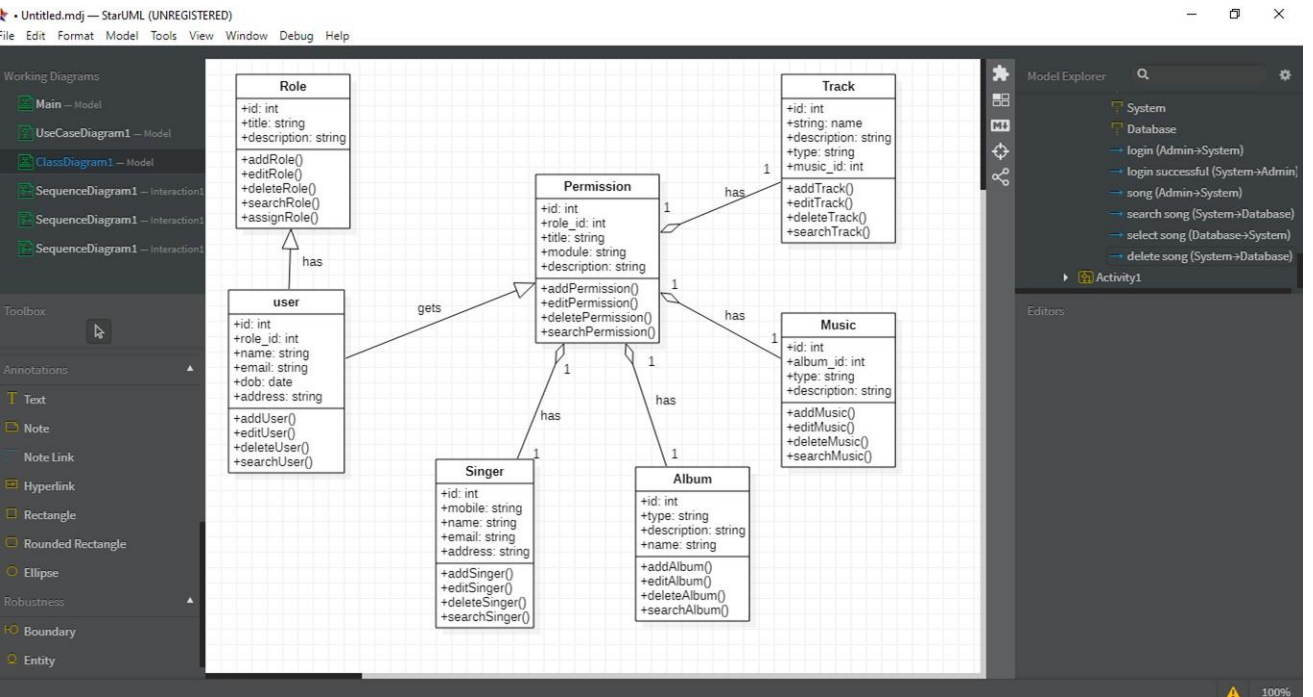 • Untitled.mdj — StarUML (UNREGISTERED)
File Edit Format Model Tools View Window Debug Help
Working Diagrams
Main — Model
UseCaseDiagram1 — Model
ClassDiagram1 — Model
SequenceDiagram1 — Interaction1
SequenceDiagram1 — Interaction1
SequenceDiagram1 — Interaction1
Toolbox
Annotations
Text
Note
Note Link
Hyperlink
Rectangle
Rounded Rectangle
Ellipse
Robustness
Boundary
Entity
Role
+id: int
+title: string
+description: string
+addRole()
+editRole()
+deleteRole()
+searchRole()
+assignRole()
has
user
+id: int
+role_id: int
+name: string
+email: string
+dob: date
+address: string
+addUser()
+editUser()
+deleteUser()
+searchUser()
gets
Permission
+id: int
+role_id: int
+title: string
+module: string
+description: string
+addPermission()
+editPermission()
+deletePermission()
+searchPermission()
1
has
1
1
has
1
1
has
1
1
has
1
Singer
+id: int
+mobile: string
+name: string
+email: string
+address: string
+addSinger()
+editSinger()
+deleteSinger()
+searchSinger()
Album
+id: int
+type: string
+description: string
+name: string
+addAlbum()
+editAlbum()
+deleteAlbum()
+searchAlbum()
Track
+id: int
+string: name
+description: string
+type: string
+music_id: int
+addTrack()
+editTrack()
+deleteTrack()
+searchTrack()
Music
+id: int
+album_id: int
+type: string
+description: string
+addMusic()
+editMusic()
+deleteMusic()
+searchMusic()
M↓
Model Explorer
System
Database
login (Admin→System)
login successful (System→Admin)
song (Admin→System)
search song (System→Database)
select song (Database→System)
delete song (System→Database)
Activity1
Editors
100%